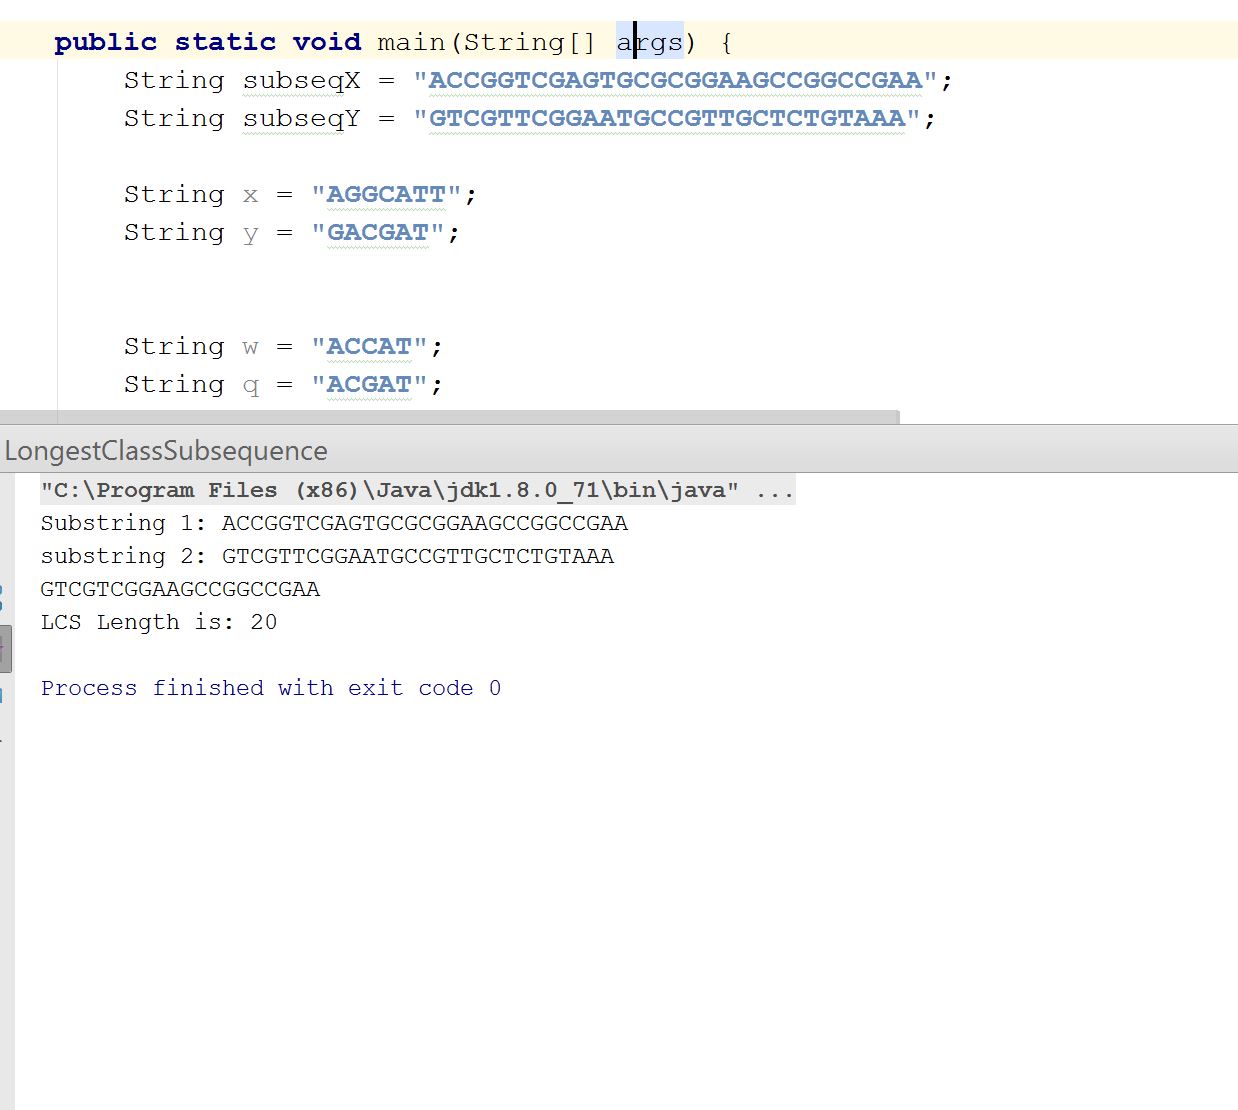 public static void main(String[] args) {
String subseqX = "ACCGGTCGAGTGCGCGGAAGCCGGCCGAA";
String subseqY = "GTCGTTCGGAATGCCGTTGCTCTGTAAA";
String x = "AGGCATT";
String y = "GACGAT";
String w = "ACCAT";
String q = "ACGAT";
LongestClassSubsequence
"C:\Program Files (x86)\Java\jdk1.8.0_71\bin\java" ...
Substring 1: ACCGGTCGAGTGCGCGGAAGCCGGCCGAA
substring 2: GTCGTTCGGAATGCCGTTGCTCTGTAAA
GTCGTCGGAAGCCGGCCGAA
LCS Length is: 20
Process finished with exit code 0